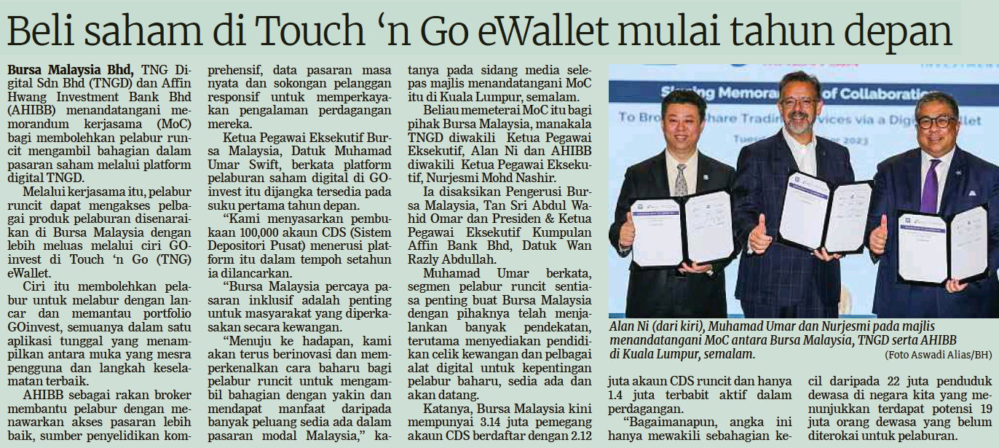 Beli saham di Touch ‘n Go eWallet mulai tahun depan
Bursa Malaysia Bhd, TNG Di-
gital Sdn Bhd (TNGD) dan Affin
Hwang Investment Bank Bhd
(AHIBB) menandatangani me-
morandum kerjasama (MoC)
bagi membolehkan pelabur run-
cit mengambil bahagian dalam
pasaran saham melalui platform
digital TNGD.
Melalui kerjasama itu, pelabur
runcit dapat mengakses pelba-
gai produk pelaburan disenarai-
kan di Bursa Malaysia dengan
lebih meluas melalui ciri GO-
invest di Touch ‘n Go (TNG)
eWallet.
Ciri itu membolehkan pela-
bur untuk melabur dengan lan-
car dan memantau portfolio
GOinvest, semuanya dalam satu
aplikasi tunggal yang menam-
pilkan antara muka yang mesra
pengguna dan langkah kesela-
matan terbaik.
AHIBB sebagai rakan broker
membantu pelabur dengan me-
nawarkan akses pasaran lebih
baik, sumber penyelidikan kom-
prehensif, data pasaran masa
nyata dan sokongan pelanggan
responsif untuk memperkaya-
kan pengalaman perdagangan
mereka.
Ketua Pegawai Eksekutif Bur-
sa Malaysia, Datuk Muhamad
Umar Swift, berkata platform
pelaburan saham digital di GO-
invest itu dijangka tersedia pada
suku pertama tahun depan.
“Kami menyasarkan pembu-
kaan 100,000 akaun CDS (Sistem
Depositori Pusat) menerusi plat-
form itu dalam tempoh setahun
ia dilancarkan.
“Bursa Malaysia percaya pa-
saran inklusif adalah penting
untuk masyarakat yang diperka-
sakan secara kewangan.
“Menuju ke hadapan, kami
akan terus berinovasi dan mem-
perkenalkan cara baharu bagi
pelabur runcit untuk mengam-
bil bahagian dengan yakin dan
mendapat manfaat daripada
banyak peluang sedia ada dalam
pasaran modal Malaysia,” ka-
tanya pada sidang media sele-
pas majlis menandatangani MoC
itu di Kuala Lumpur, semalam.
Beliau memeterai MoC itu bagi
pihak Bursa Malaysia, manakala
TNGD diwakili Ketua Pegawai
Eksekutif, Alan Ni dan AHIBB
diwakili Ketua Pegawai Ekseku-
tif, Nurjesmi Mohd Nashir.
Ia disaksikan Pengerusi Bur-
sa Malaysia, Tan Sri Abdul Wa-
hid Omar dan Presiden & Ketua
Pegawai Eksekutif Kumpulan
Affin Bank Bhd, Datuk Wan
Razly Abdullah.
Muhamad Umar berkata,
segmen pelabur runcit sentia-
sa penting buat Bursa Malaysia
dengan pihaknya telah menja-
lankan banyak pendekatan,
terutama menyediakan pendidi-
kan celik kewangan dan pelbagai
alat digital untuk kepentingan
pelabur baharu, sedia ada dan
akan datang.
Katanya, Bursa Malaysia kini
mempunyai 3.14 juta pemegang
akaun CDS berdaftar dengan 2.12
Memorand of Collaboration
To Bro Share Trad vices via a Dig llet
2023
Alan Ni (dari kiri), Muhamad Umar dan Nurjesmi pada majlis
menandatangani MoC antara Bursa Malaysia, TNGD serta AHIBB
di Kuala Lumpur, semalam. (Foto Aswadi Alias/BH)
juta akaun CDS runcit dan hanya
1.4 juta terbabit aktif dalam
perdagangan.
“Bagaimanapun, angka ini
hanya mewakili sebahagian ke-
cil daripada 22 juta penduduk
dewasa di negara kita yang me-
nunjukkan terdapat potensi 19
juta orang dewasa yang belum
diterokai untuk pelaburan.